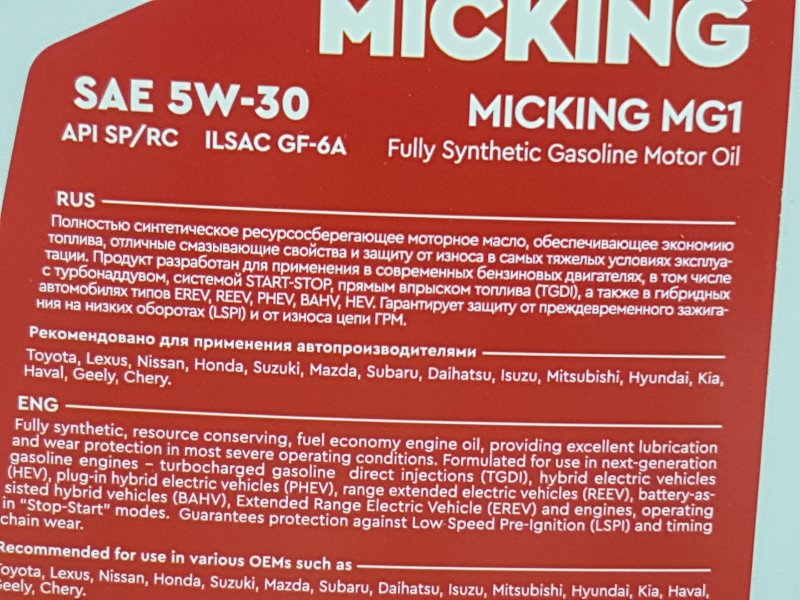 MICKING
SAE 5W-30
API SP/RC ILSAC GF-6A
MICKING MG1
Fully Synthetic Gasoline Motor Oil
RUS
Полностью синтетическое ресурсосберегающее моторное масло, обеспечивающее экономию
топлива, отличные смазывающие свойства и защиту от износа в самых тяжелых условиях эксплуа-
тации. Продукт разработан для применения в современных бензиновых двигателях, в том числе
с турбонаддувом, системой START-STOP, прямым впрыском топлива (TGDI), а также в гибридных
автомобилях типов EREV, REEV, PHEV, BAHV, HEV. Гарантирует защиту от преждевременного зажига-
ния на низких оборотах (LSPI) и от износа цепи ГРМ.
Рекомендовано для применения автопроизводителями
Toyota, Lexus, Nissan, Honda, Suzuki, Mazda, Subaru, Daihatsu, Isuzu, Mitsubishi, Hyundai, Kia,
Haval, Geely, Chery.
ENG
Fully synthetic, resource conserving, fuel economy engine oil, providing excellent lubrication
and wear protection in most severe operating conditions. Formulated for use in next-generation
gasoline engines – turbocharged gasoline direct injections (TGDI), hybrid electric vehicles
(HEV), plug-in hybrid electric vehicles (PHEV), range extended electric vehicles (REEV), battery-as-
sisted hybrid vehicles (BAHV), Extended Range Electric Vehicle (EREV) and engines, operating
in "Stop-Start" modes. Guarantees protection against Low Speed Pre-Ignition (LSPI) and timing
chain wear.
Recommended for use in various OEMs such as
Toyota, Lexus, Nissan, Honda, Suzuki, Mazda, Subaru, Daihatsu, Isuzu, Mitsubishi, Hyundai, Kia, Haval,
Geely, Chery.